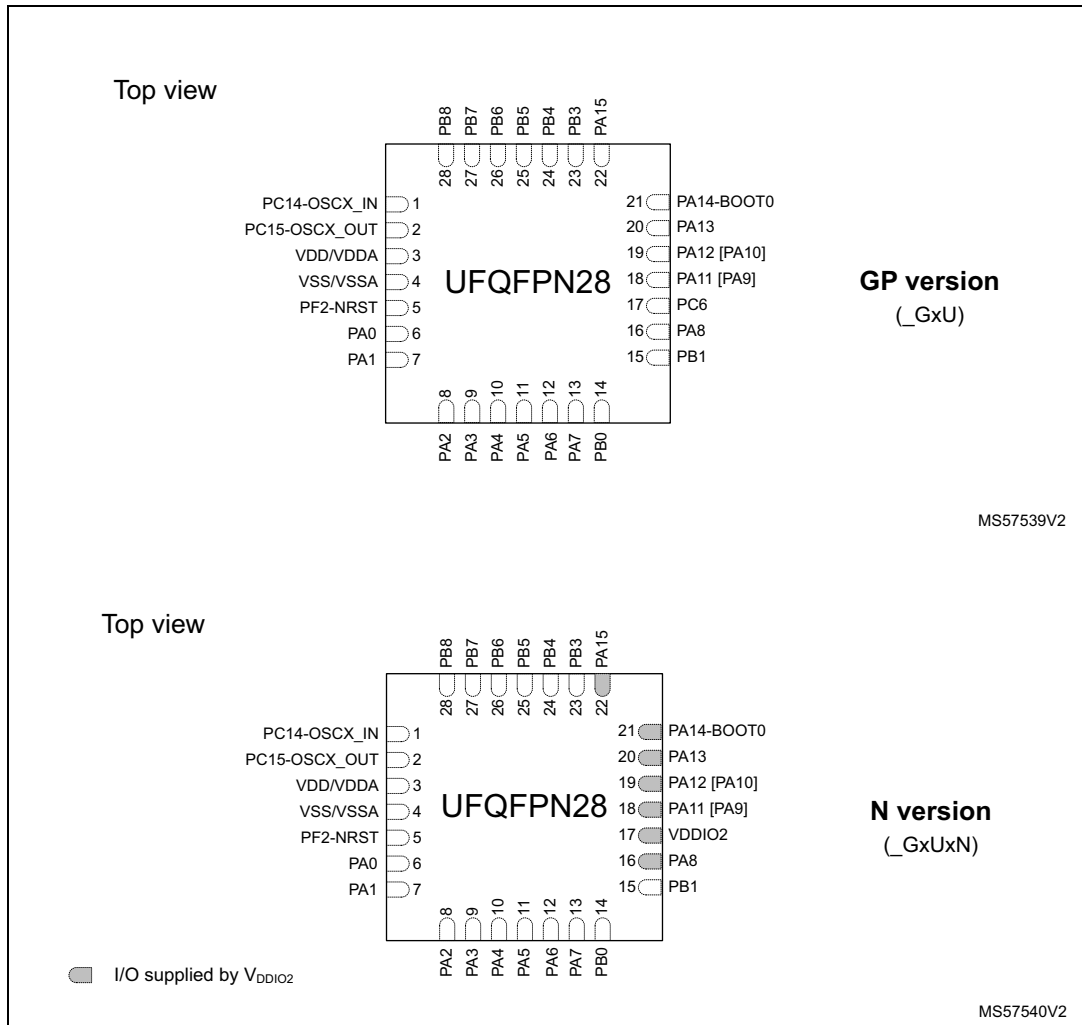 Top view
PB8
PB7
PB6
PB5
PB4
PB3
PA15
28
27
26
25
24
23
22
PC14-OSCX_IN 1
PC15-OSCX_OUT 2
VDD/VDDA 3
VSS/VSSA 4
PF2-NRST 5
PA0 6
PA1 7
UFQFPN28
21 PA14-BOOT0
20 PA13
19 PA12 [PA10]
18 PA11 [PA9]
17 PC6
16 PA8
15 PB1
8
9
10
11
12
13
14
PA2
PA3
PA4
PA5
PA6
PA7
PB0
GP version
(_GxU)
MS57539V2
Top view
PB8
PB7
PB6
PB5
PB4
PB3
PA15
28
27
26
25
24
23
22
PC14-OSCX_IN 1
PC15-OSCX_OUT 2
VDD/VDDA 3
VSS/VSSA 4
PF2-NRST 5
PA0 6
PA1 7
UFQFPN28
21 PA14-BOOT0
20 PA13
19 PA12 [PA10]
18 PA11 [PA9]
17 VDDIO2
16 PA8
15 PB1
8
9
10
11
12
13
14
PA2
PA3
PA4
PA5
PA6
PA7
PB0
N version
(_GxUxN)
I/O supplied by VDDIO2
MS57540V2